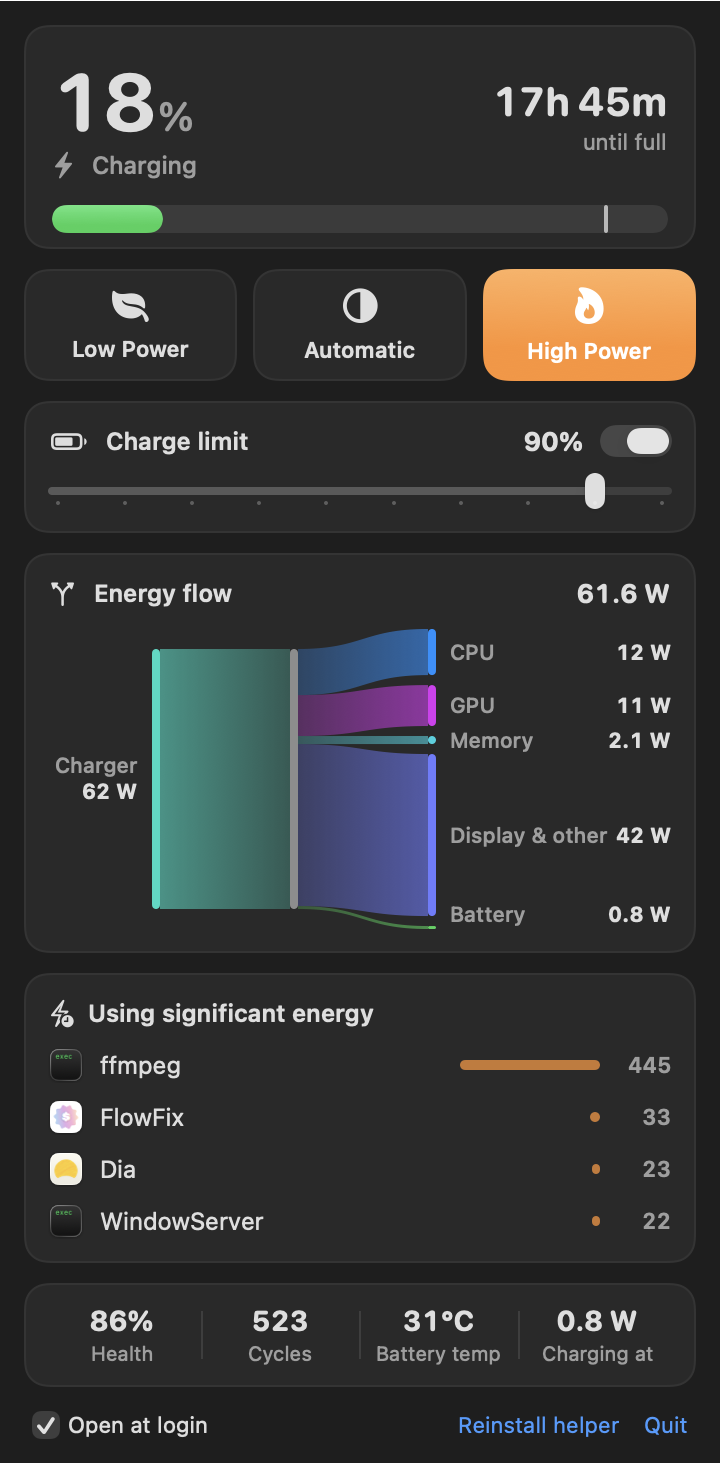 18%
17h 45m
until full
Charging
Low Power
Automatic
High Power
Charge limit
90%
Energy flow
61.6 W
Charger
62 W
CPU 12 W
GPU 11 W
Memory 2.1 W
Display & other 42 W
Battery 0.8 W
Using significant energy
exec
ffmpeg 445
S
FlowFix 33
Dia 23
exec
WindowServer 22
86% 523 31°C 0.8 W
Health Cycles Battery temp Charging at
Open at login Reinstall helper Quit